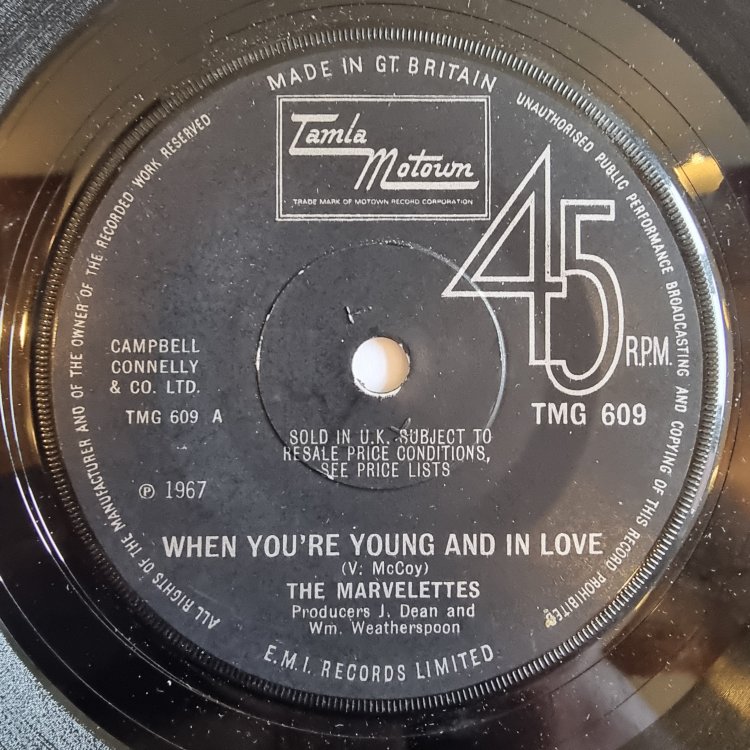 MADE IN GT. BRITAIN
Tamla
Motown
TRADE MARK OF MOTOWN RECORD CORPORATION
45
R.P.M.
TMG 609
CAMPBELL
CONNELLY
& CO. LTD.
TMG 609 A
SOLD IN U.K. SUBJECT TO
RESALE PRICE CONDITIONS,
SEE PRICE LISTS
℗ 1967
WHEN YOU'RE YOUNG AND IN LOVE
(V. McCoy)
THE MARVELETTES
Producers J. Dean and
Wm. Weatherspoon
E.M.I. RECORDS LIMITED
ALL RIGHTS OF THE MANUFACTURER AND OF THE OWNER OF THE RECORDED WORK RESERVED
UNAUTHORISED PUBLIC PERFORMANCE BROADCASTING AND COPYING OF THIS RECORD PROHIBITED